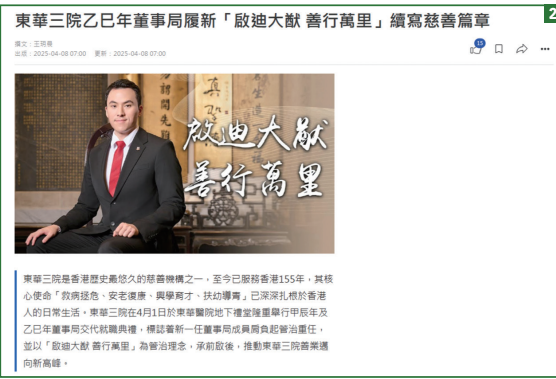 東華三院乙巳年董事局履新「啟迪大猷 善行萬里」續寫慈善篇章
2
撰文：王現善
出版：2025-04-08 07:00 更新：2025-04-08 07:00
15
啟迪大猷
善行萬里
東華三院是香港歷史最悠久的慈善機構之一，至今已服務香港155年，其核
心使命「救病拯危、安老復康、興學育才、扶幼導青」已深深扎根於香港
人的日常生活。東華三院在4月1日於東華醫院地下禮堂隆重舉行甲辰年及
乙巳年董事局交代就職典禮，標誌着新一任董事局成員肩負起管治重任，
並以「啟迪大猷 善行萬里」為管治理念，承前啟後，推動東華三院善業邁
向新高峰。